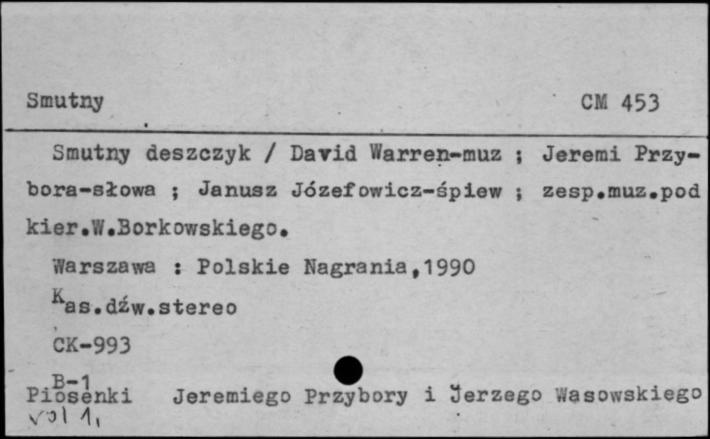 Smutny CM 453
Smutny deszczyk / David Warren-muz ; Jeremi Przy-
bora-słowa ; Janusz Józefowicz-śpiew ; zesp.muz.pod
kier.W.Borkowskiego.
Warszawa : Polskie Nagrania,1990
Kas.dźw.stereo
CK-993
B-1
Piosenki Jeremiego Przybory i Jerzego Wasowskiego
vol 1,